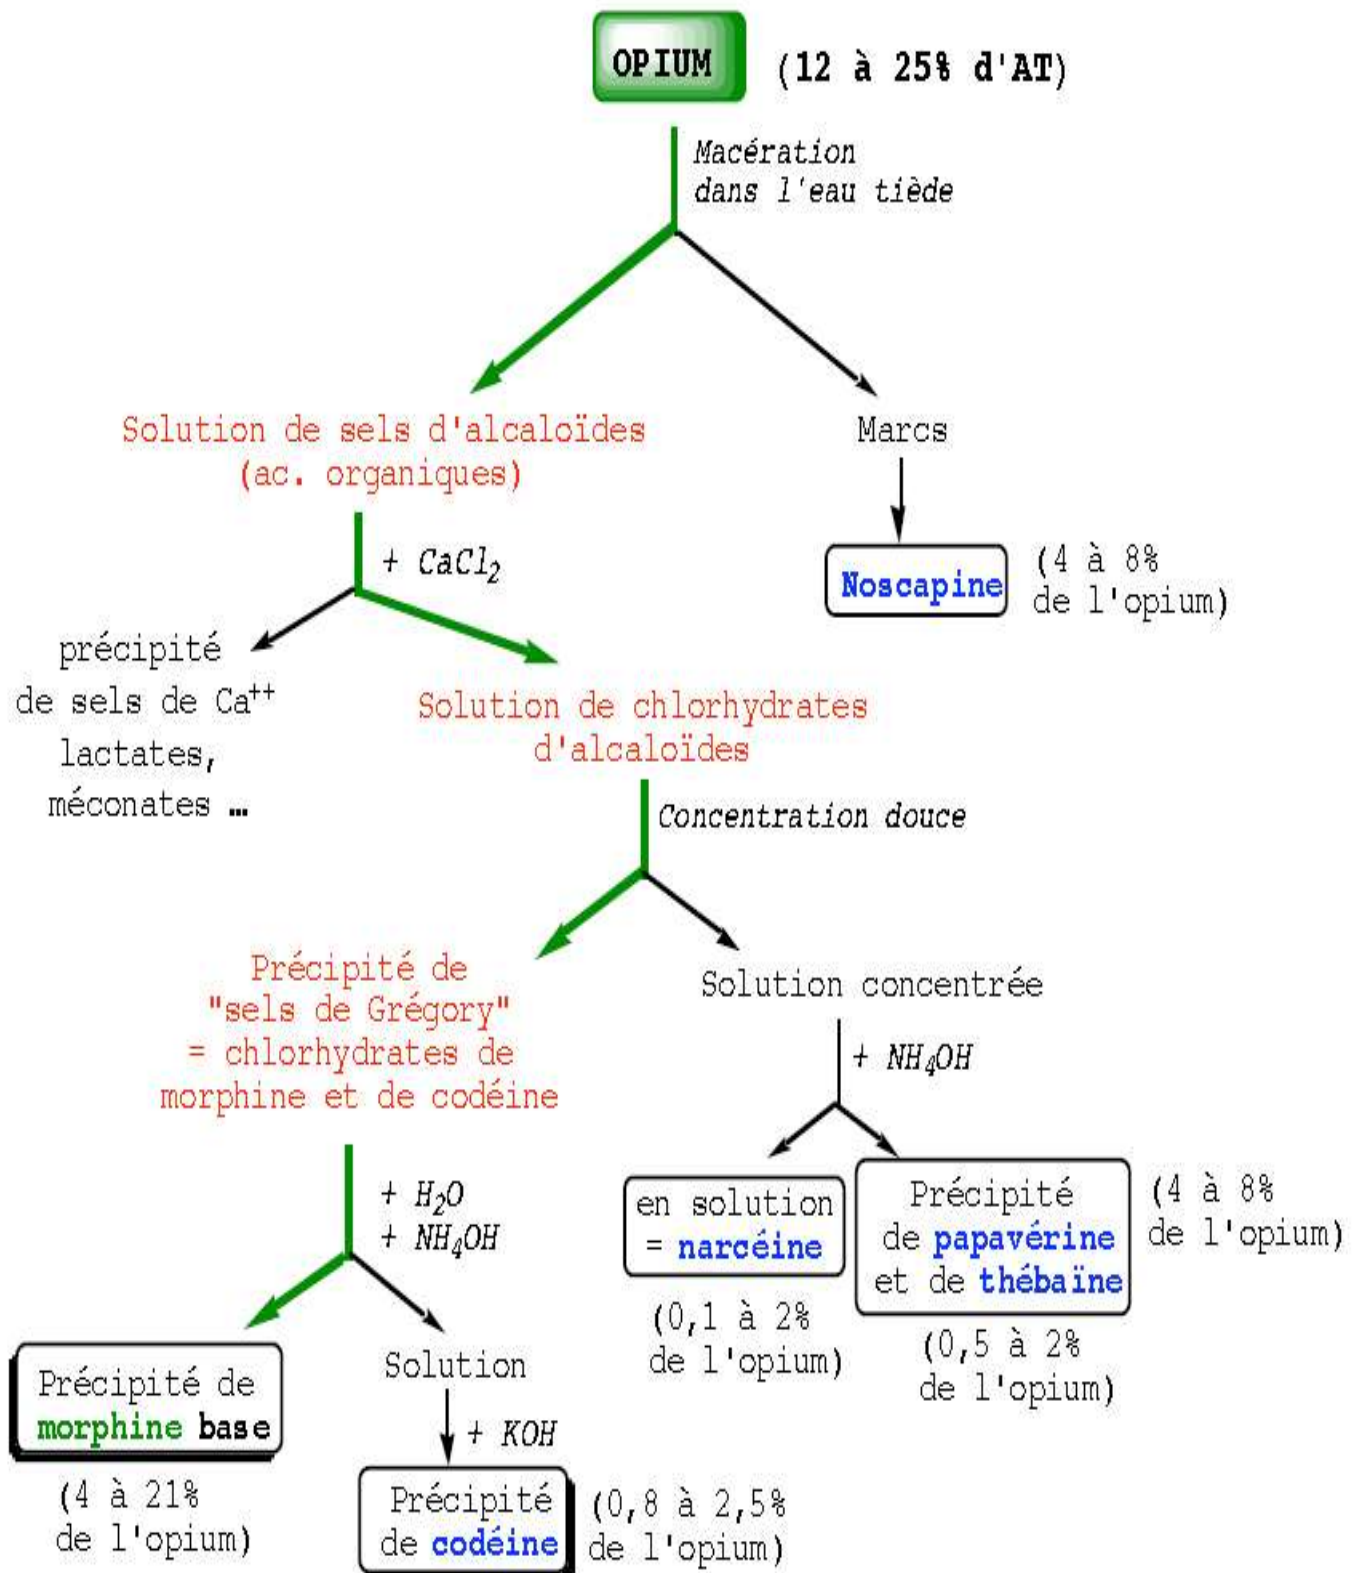 OPIUM
(12 à 25% d'AT)
Macération
dans l'eau tiède
Solution de sels d'alcaloïdes
(ac. organiques)
Marcs
+ CaCl₂
Noscapine
(4 à 8%
de l'opium)
précipité
de sels de Ca⁺⁺
lactates,
méconates …
Solution de chlorhydrates
d'alcaloïdes
Concentration douce
Précipité de
"sels de Grégory"
= chlorhydrates de
morphine et de codéine
Solution concentrée
+ NH₄OH
+ H₂O
+ NH₄OH
en solution
= narcéine
(0,1 à 2%
de l'opium)
Précipité
de papavérine
et de thébaïne
(4 à 8%
de l'opium)
(0,5 à 2%
de l'opium)
Précipité de
morphine base
(4 à 21%
de l'opium)
Solution
+ KOH
Précipité
de codéine
(0,8 à 2,5%
de l'opium)